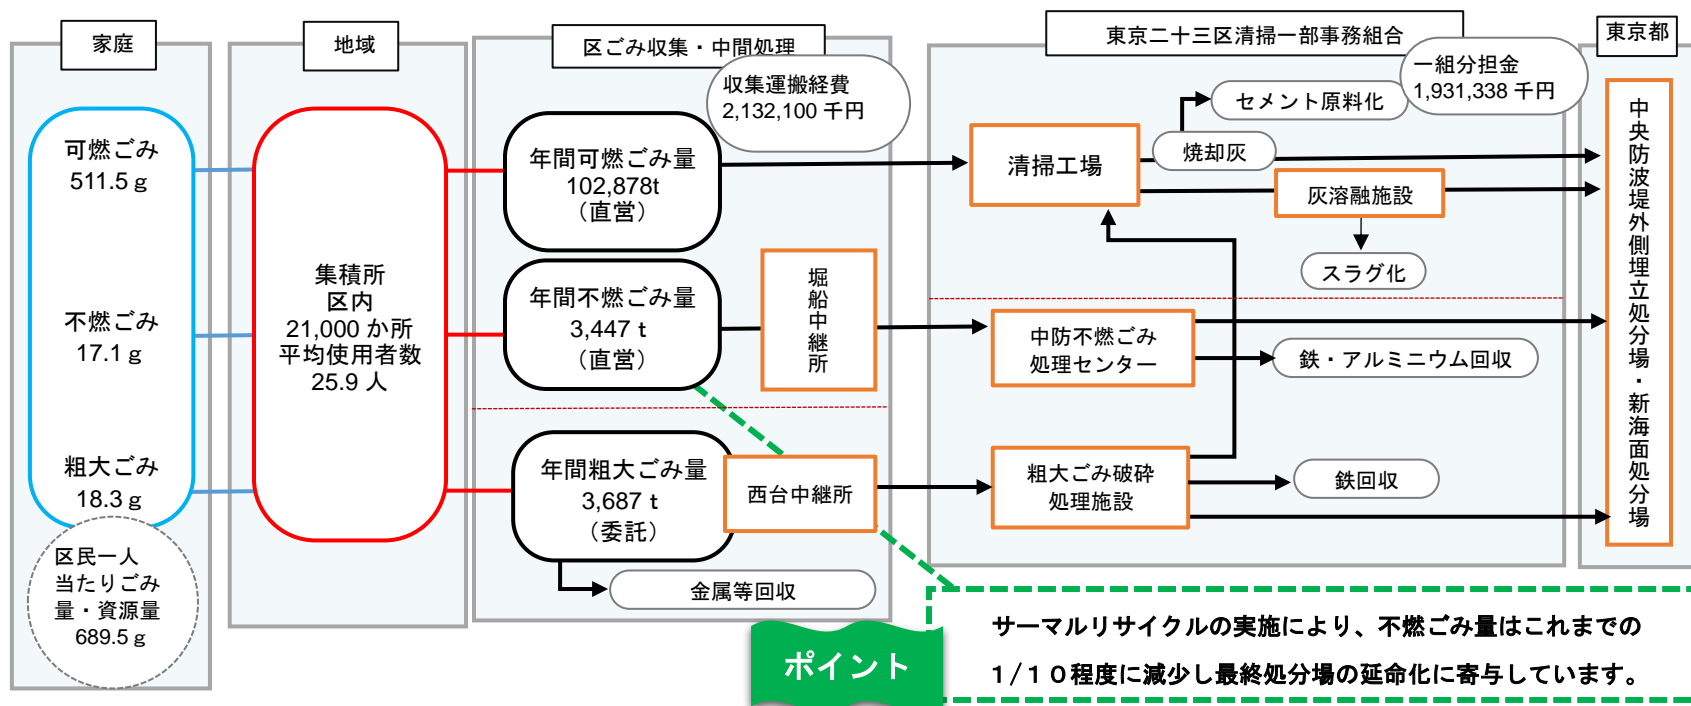 家庭
可燃ごみ
511.5ｇ
不燃ごみ
17.1ｇ
粗大ごみ
18.3ｇ
区民一人
当たりごみ
量・資源量
689.5ｇ
地域
集積所
区内
21,000 か所
平均使用者数
25.9 人
区ごみ収集・中間処理
収集運搬経費
2,132,100 千円
年間可燃ごみ量
102,878t
（直営）
年間不燃ごみ量
3,447ｔ
（直営）
堀船中継所
年間粗大ごみ量
3,687ｔ
（委託）
西台中継所
金属等回収
東京二十三区清掃一部事務組合
一組分担金
1,931,338 千円
セメント原料化
焼却灰
清掃工場
灰溶融施設
スラグ化
中防不燃ごみ
処理センター
鉄・アルミニウム回収
粗大ごみ破砕
処理施設
鉄回収
東京都
中央防波堤外側埋立処分場・新海面処分場
ポイント
サーマルリサイクルの実施により、不燃ごみ量はこれまでの
１/１０程度に減少し最終処分場の延命化に寄与しています。